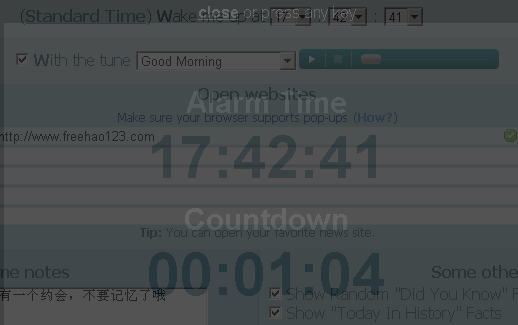 close or press any key
(Standard Time) Wake me up at 17 : 42 : 41
With the tune Good Morning
Open websites
Alarm time
Make sure your browser supports pop-ups (How?)
http://www.freehao123.com
17:42:41
Countdown
Tip: You can open your favorite news site.
00:01:04
me notes
Some othe
有一个约会，不要记忆了哦
Show Random "Did You Know" F
Show "Today In History" Facts